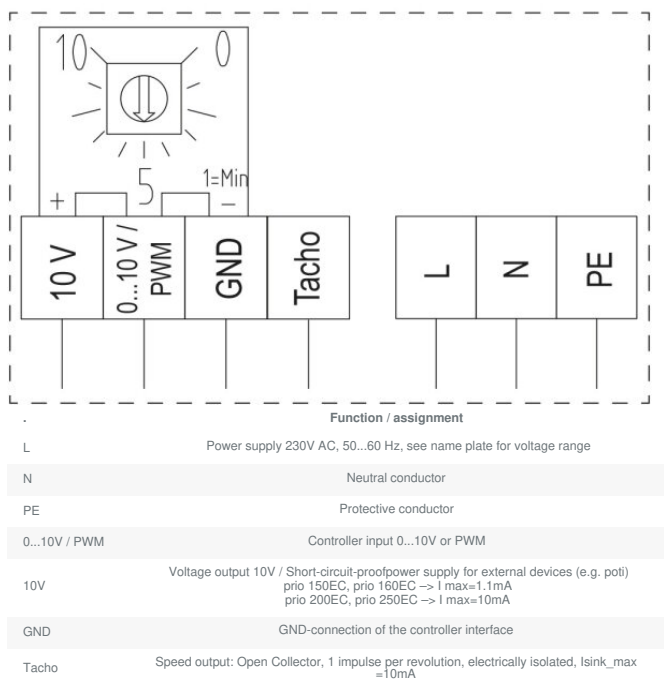 10 0
5 1=Min
+ −
10 V
0...10 V /
PWM
GND
Tacho
L
N
PE
. Function / assignment
L Power supply 230V AC, 50...60 Hz, see name plate for voltage range
N Neutral conductor
PE Protective conductor
0...10V / PWM Controller input 0...10V or PWM
10V Voltage output 10V / Short-circuit-proofpower supply for external devices (e.g. poti)
prio 150EC, prio 160EC –> I max=1.1mA
prio 200EC, prio 250EC –> I max=10mA
GND GND-connection of the controller interface
Tacho Speed output: Open Collector, 1 impulse per revolution, electrically isolated, Isink_max
=10mA